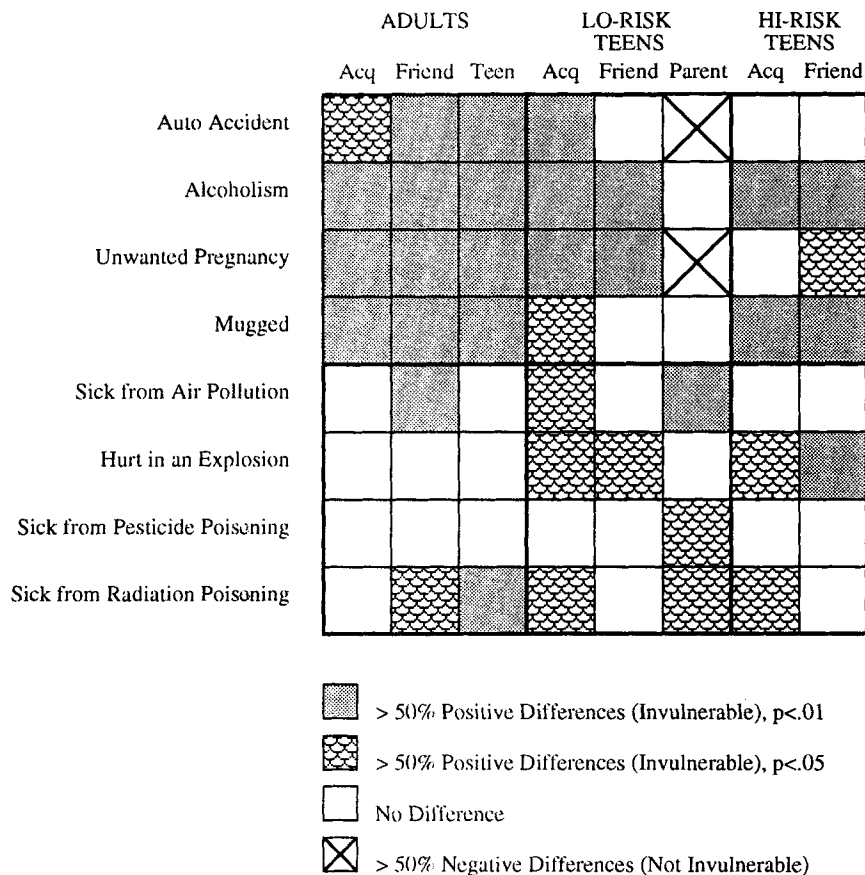 ADULTS LO-RISK TEENS HI-RISK TEENS
Acq Friend Teen Acq Friend Parent Acq Friend
Auto Accident
Alcoholism
Unwanted Pregnancy
Mugged
Sick from Air Pollution
Hurt in an Explosion
Sick from Pesticide Poisoning
Sick from Radiation Poisoning
> 50% Positive Differences (Invulnerable), p<.01
> 50% Positive Differences (Invulnerable), p<.05
No Difference
> 50% Negative Differences (Not Invulnerable)